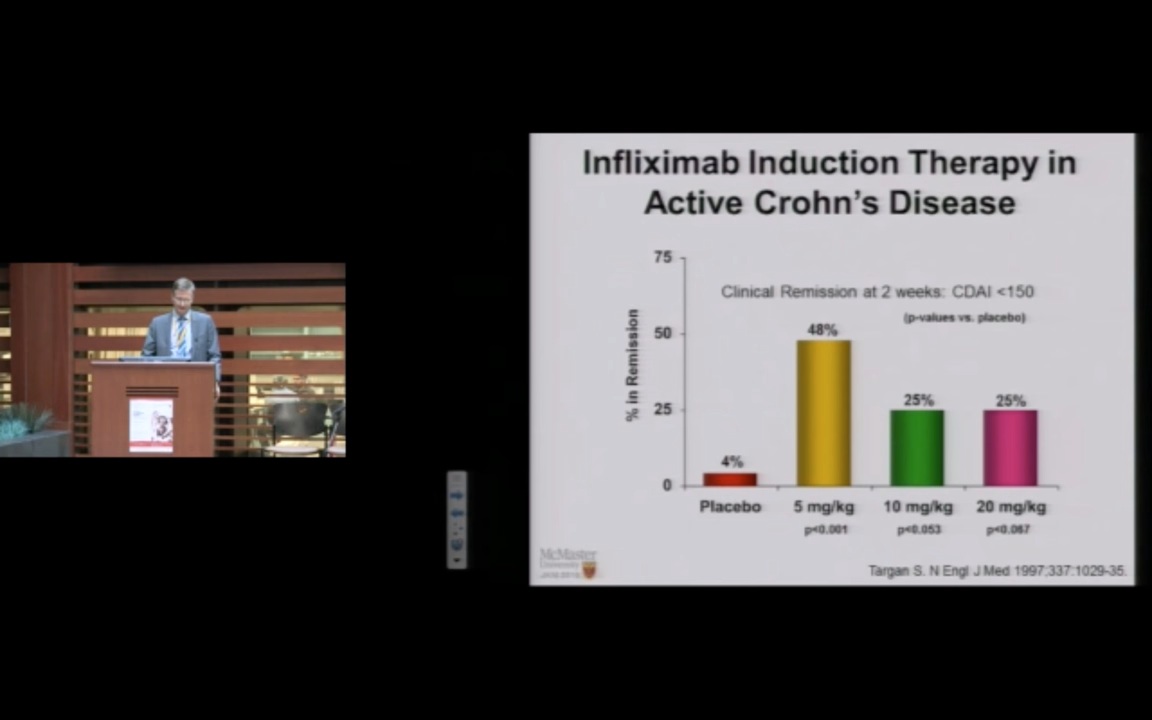 Infliximab Induction Therapy in
Active Crohn's Disease
75
Clinical Remission at 2 weeks: CDAI <150
(p-values vs. placebo)
% in Remission
50
48%
25
25%
25%
4%
0
Placebo
5 mg/kg
10 mg/kg
20 mg/kg
p<0.001
p<0.053
p<0.067
McMaster
University
Targan S. N Engl J Med 1997;337:1029-35.